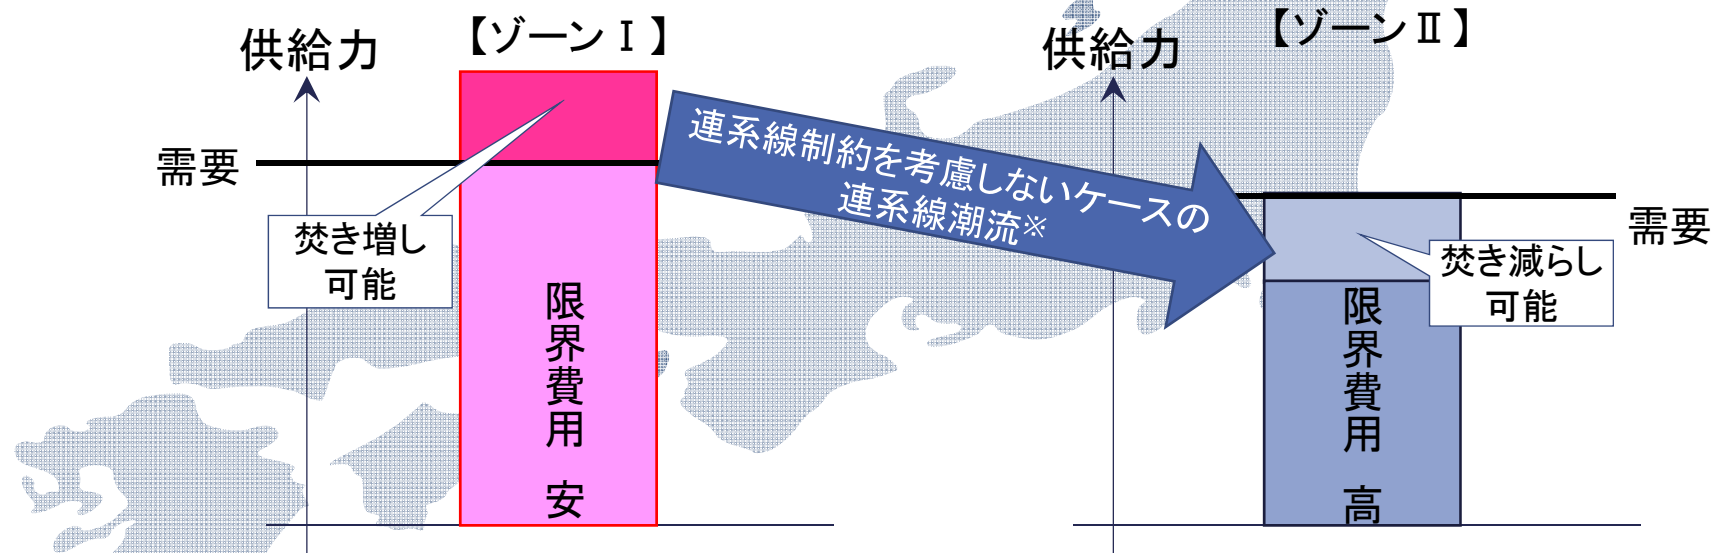 【ゾーンⅠ】
供給力
需要
焚き増し
可能
限界費用 安
連系線制約を考慮しないケースの
連系線潮流※
【ゾーンⅡ】
供給力
需要
焚き減らし
可能
限界費用 高